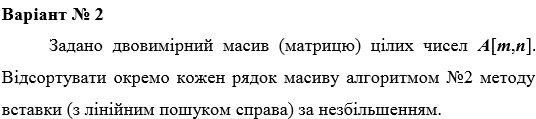 Варіант № 2
Задано двовимірний масив (матрицю) цілих чисел A[m,n].
Відсортувати окремо кожен рядок масиву алгоритмом №2 методу
вставки (з лінійним пошуком справа) за незбільшенням.